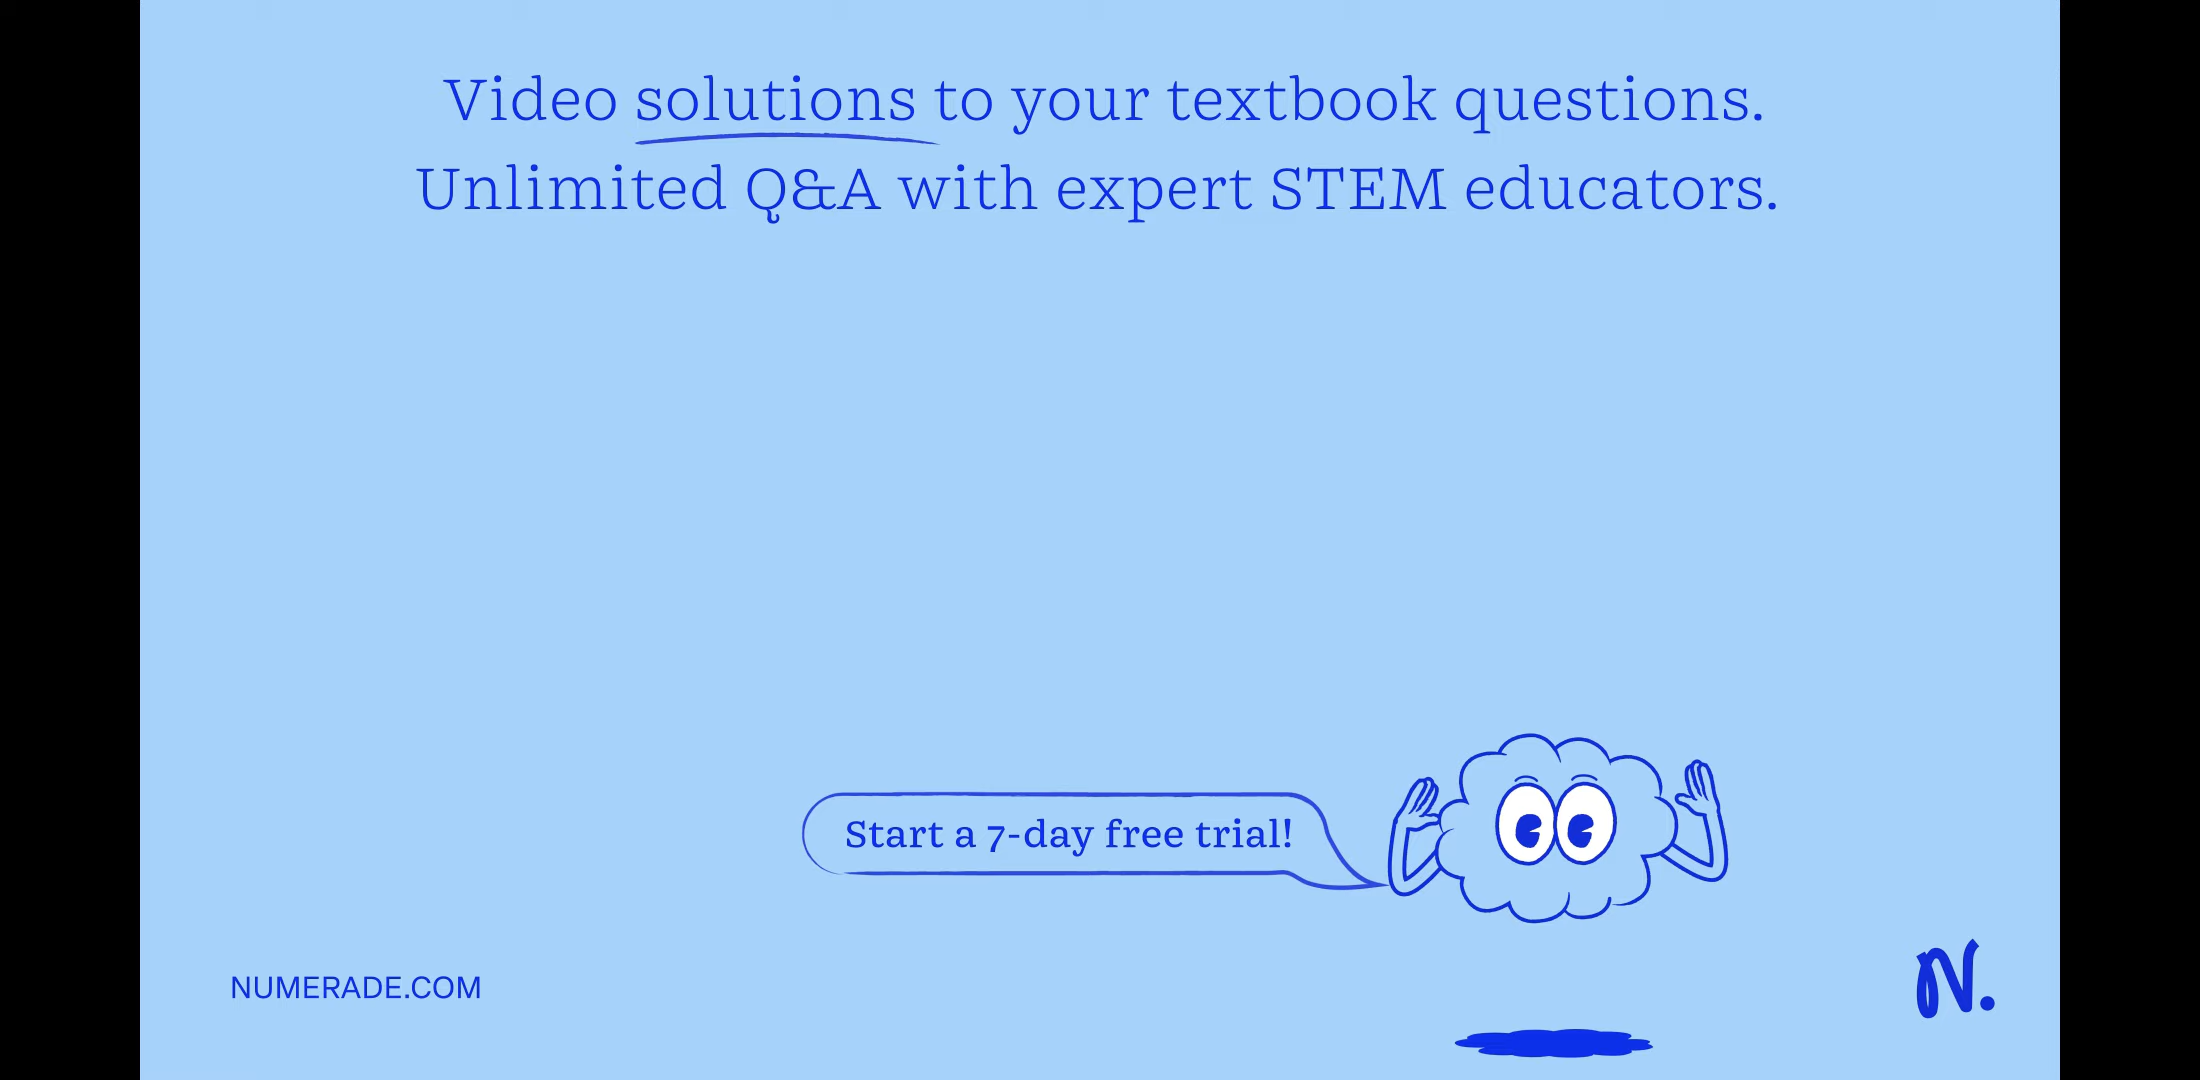 Video solutions to your textbook questions.
Unlimited Q&A with expert STEM educators.
Start a 7-day free trial!
NUMERADE.COM
N.